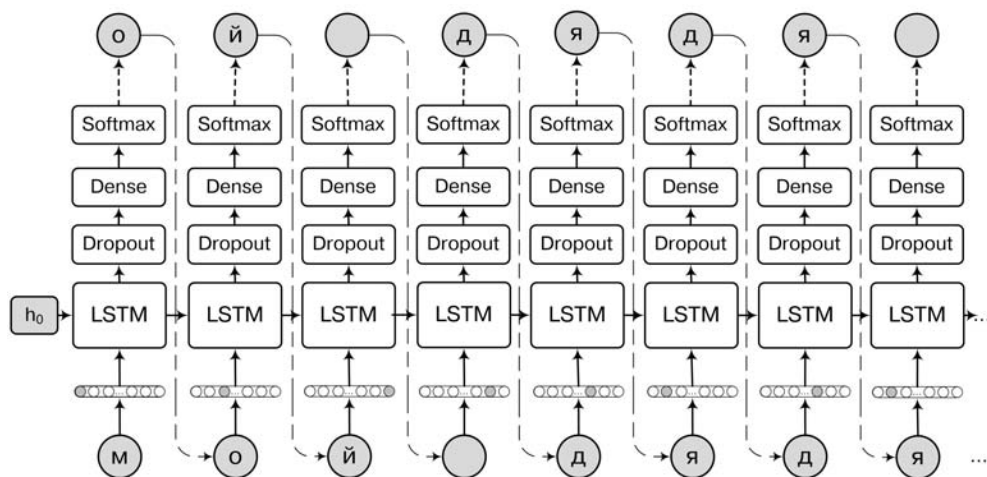 о й д я д я
Softmax Softmax Softmax Softmax Softmax Softmax Softmax Softmax
Dense Dense Dense Dense Dense Dense Dense Dense
Dropout Dropout Dropout Dropout Dropout Dropout Dropout Dropout
h₀ LSTM LSTM LSTM LSTM LSTM LSTM LSTM LSTM ...
м о й д я д я ...